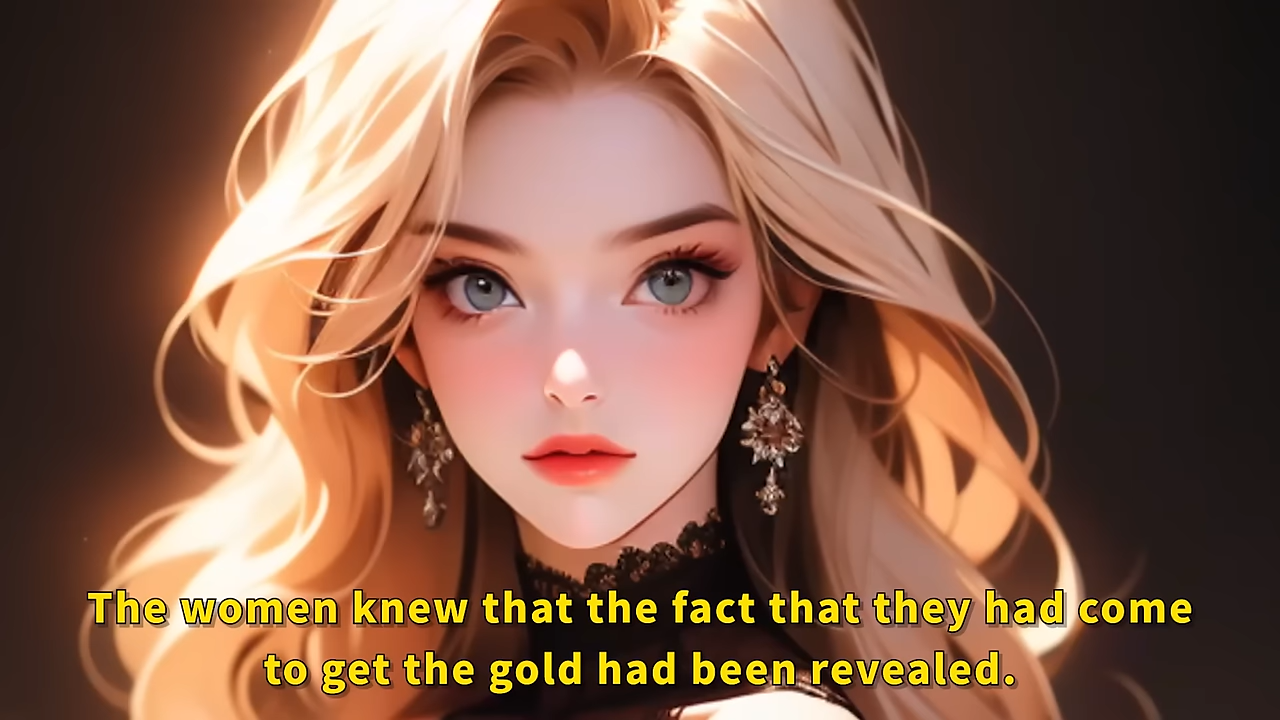 The women knew that the fact that they had come
to get the gold had been revealed.